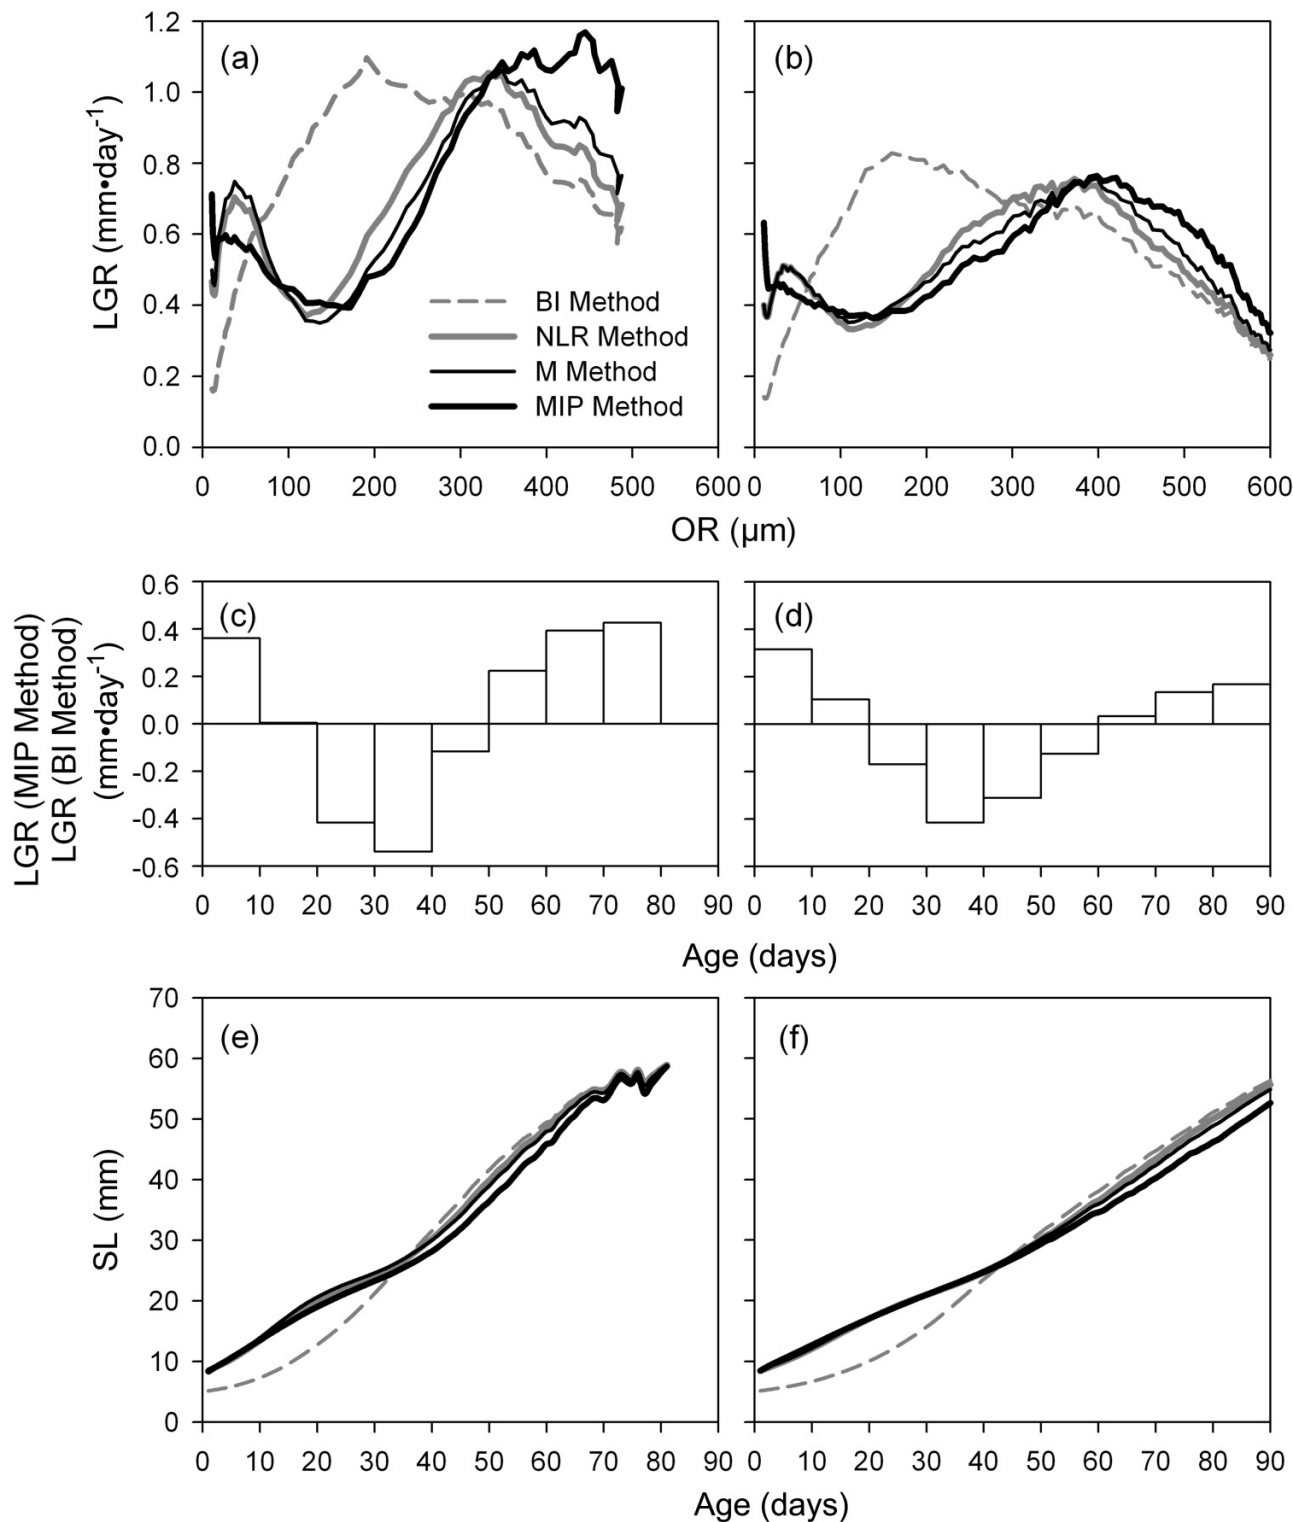 1.2
1.0
0.8
0.6
0.4
0.2
0.0
LGR (mm•day-1)
(a)
BI Method
NLR Method
M Method
MIP Method
(b)
0 100 200 300 400 500 600
0 100 200 300 400 500 600
OR (µm)
0.6
0.4
0.2
0.0
-0.2
-0.4
-0.6
LGR (MIP Method)
LGR (BI Method)
(mm•day-1)
(c)
(d)
0 10 20 30 40 50 60 70 80 90
0 10 20 30 40 50 60 70 80 90
Age (days)
70
60
50
40
30
20
10
0
SL (mm)
(e)
(f)
0 10 20 30 40 50 60 70 80 90
0 10 20 30 40 50 60 70 80 90
Age (days)